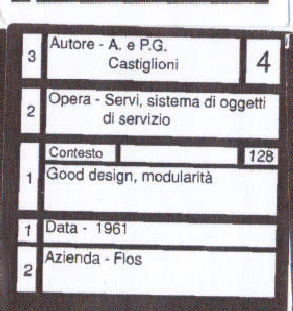 3 Autore - A. e P.G. 4
Castiglioni
2 Opera - Servi, sistema di oggetti
di servizio
Contesto 128
1 Good design, modularità
1 Data - 1961
2 Azienda - Flos